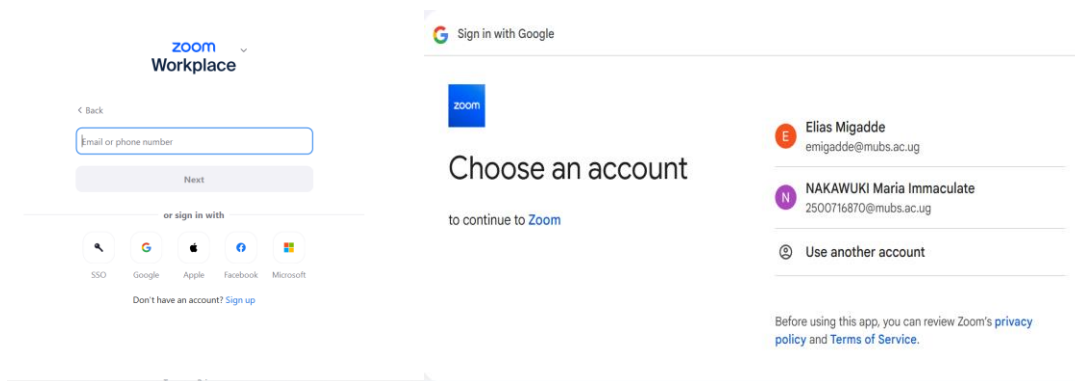 zoom
Workplace
< Back
Email or phone number
Next
or sign in with
SSO Google Apple Facebook Microsoft
Don't have an account? Sign up
G Sign in with Google
zoom
Choose an account
to continue to Zoom
E Elias Migadde
emigadde@mubs.ac.ug
N NAKAWUKI Maria Immaculate
2500716870@mubs.ac.ug
Use another account
Before using this app, you can review Zoom's privacy
policy and Terms of Service.